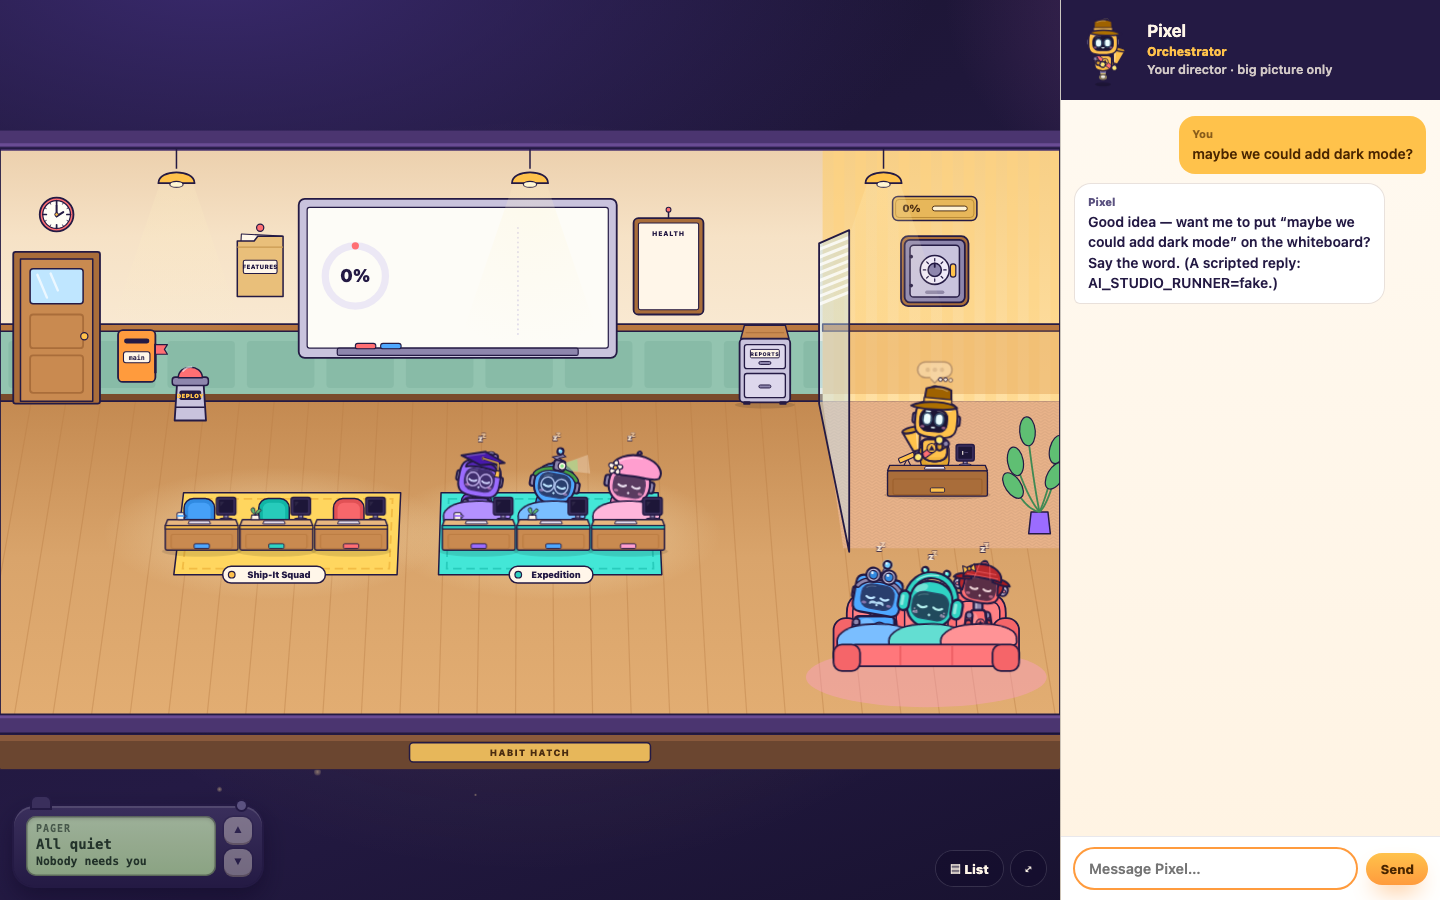 Pixel
Orchestrator
Your director · big picture only
You
maybe we could add dark mode?
Pixel
Good idea — want me to put “maybe we
could add dark mode” on the whiteboard?
Say the word. (A scripted reply:
AI_STUDIO_RUNNER=fake.)
FEATURES
0%
HEALTH
0%
main
DEPLOY
REPORTS
Ship-It Squad
Expedition
HABIT HATCH
PAGER
All quiet
Nobody needs you
▲
▼
List
Message Pixel...
Send